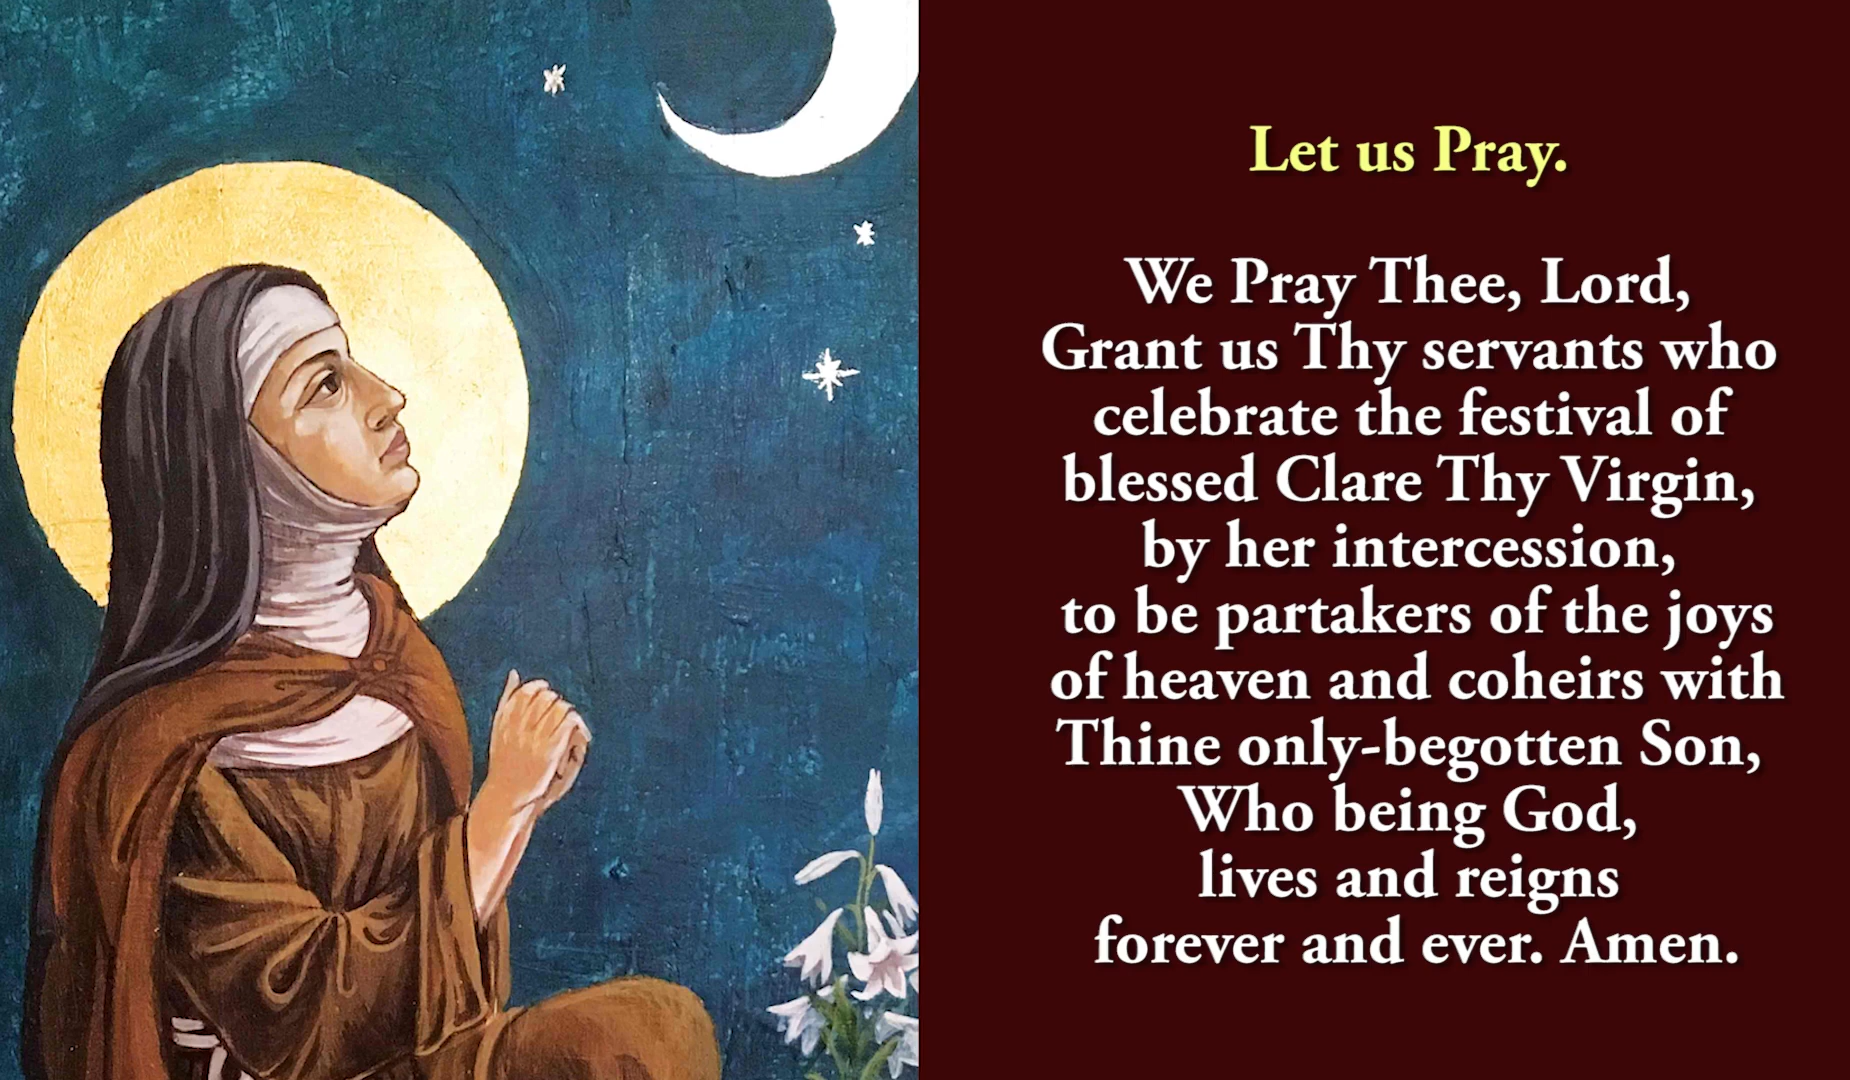 Let us Pray.
We Pray Thee, Lord,
Grant us Thy servants who
celebrate the festival of
blessed Clare Thy Virgin,
by her intercession,
to be partakers of the joys
of heaven and coheirs with
Thine only-begotten Son,
Who being God,
lives and reigns
forever and ever. Amen.